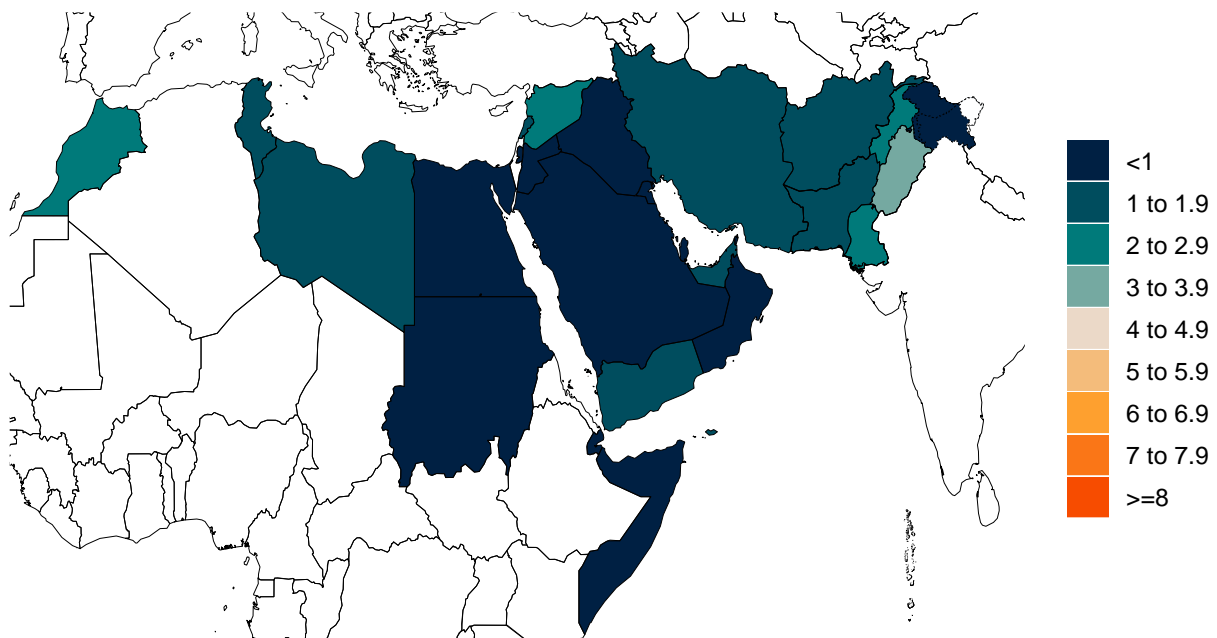 <1
1 to 1.9
2 to 2.9
3 to 3.9
4 to 4.9
5 to 5.9
6 to 6.9
7 to 7.9
>=8